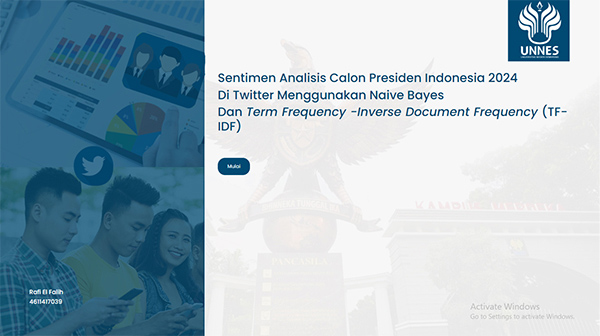 UNNES
Sentimen Analisis Calon Presiden Indonesia 2024
Di Twitter Menggunakan Naive Bayes
Dan Term Frequency -Inverse Document Frequency (TF-
IDF)
Mulai
Rafi El Falih
4611417039
Activate Windows
Go to Settings to activate Windows.